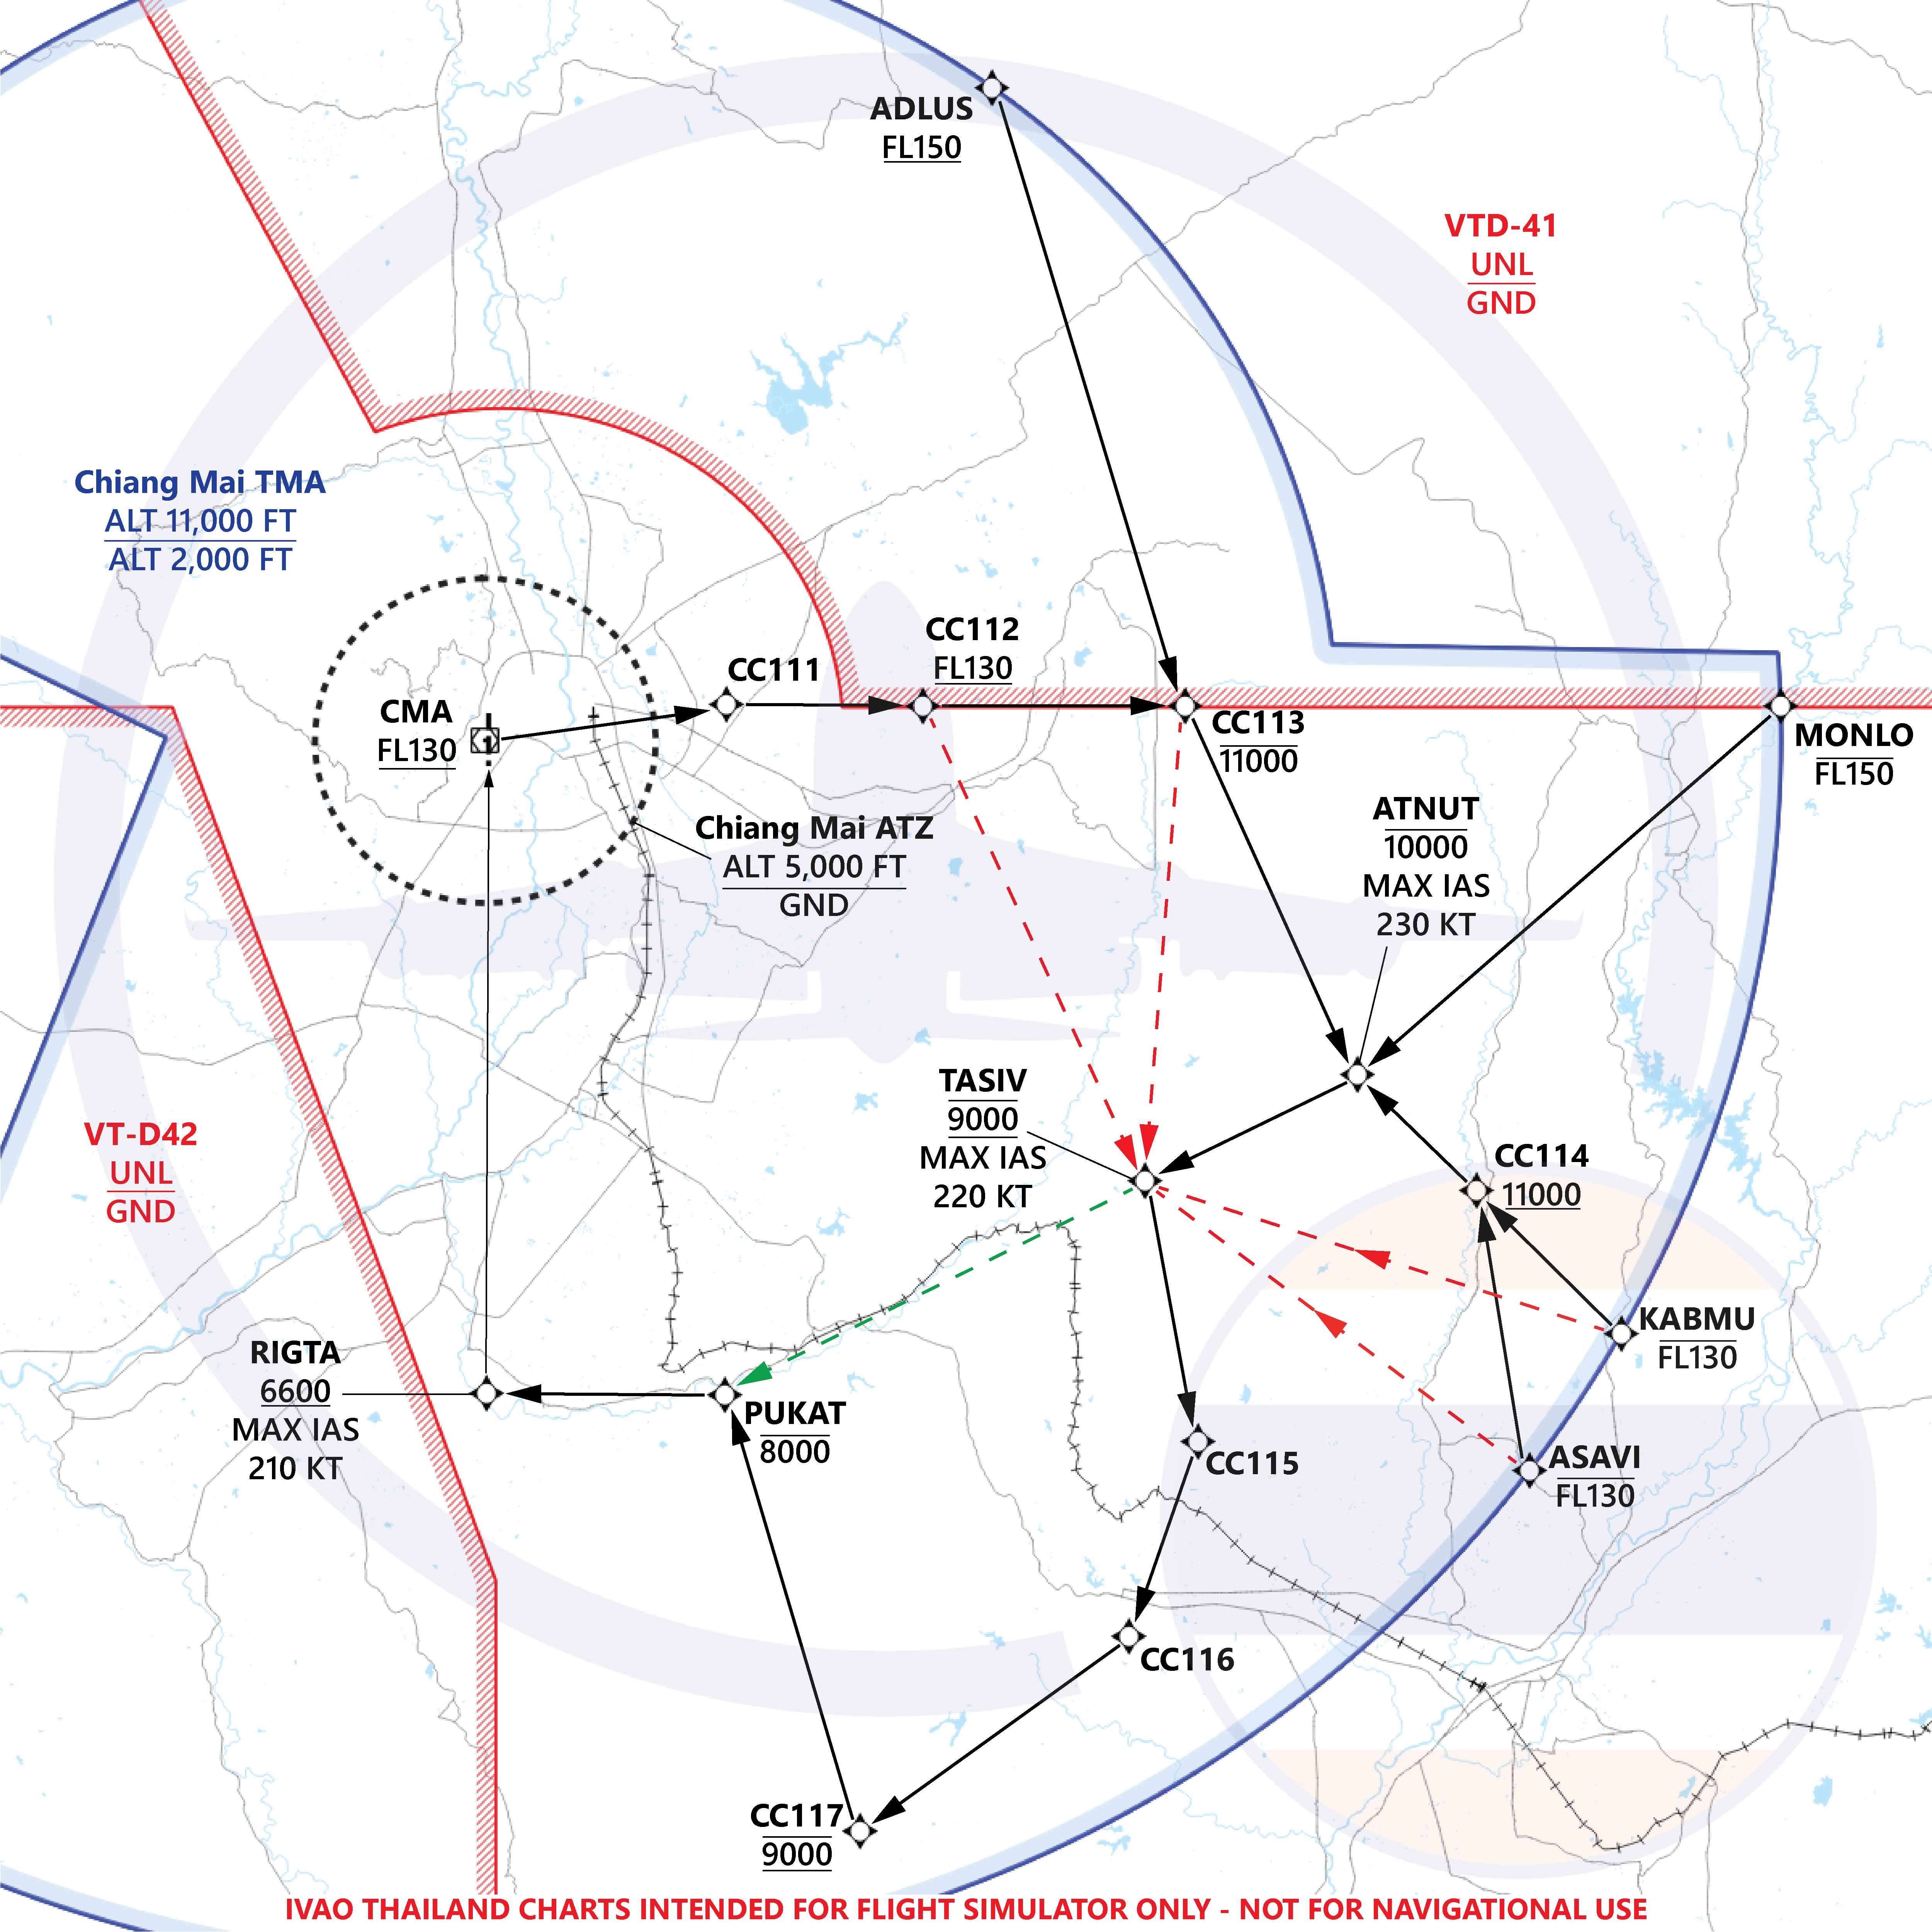 ADLUS
FL150
VTD-41
UNL
GND
Chiang Mai TMA
ALT 11,000 FT
ALT 2,000 FT
CC112
FL130
CC111
CMA
FL130
1
CC113
11000
MONLO
FL150
ATNUT
10000
MAX IAS
230 KT
Chiang Mai ATZ
ALT 5,000 FT
GND
TASIV
9000
MAX IAS
220 KT
VT-D42
UNL
GND
CC114
11000
KABMU
FL130
RIGTA
6600
MAX IAS
210 KT
PUKAT
8000
CC115
ASAVI
FL130
CC116
CC117
9000
IVAO THAILAND CHARTS INTENDED FOR FLIGHT SIMULATOR ONLY - NOT FOR NAVIGATIONAL USE